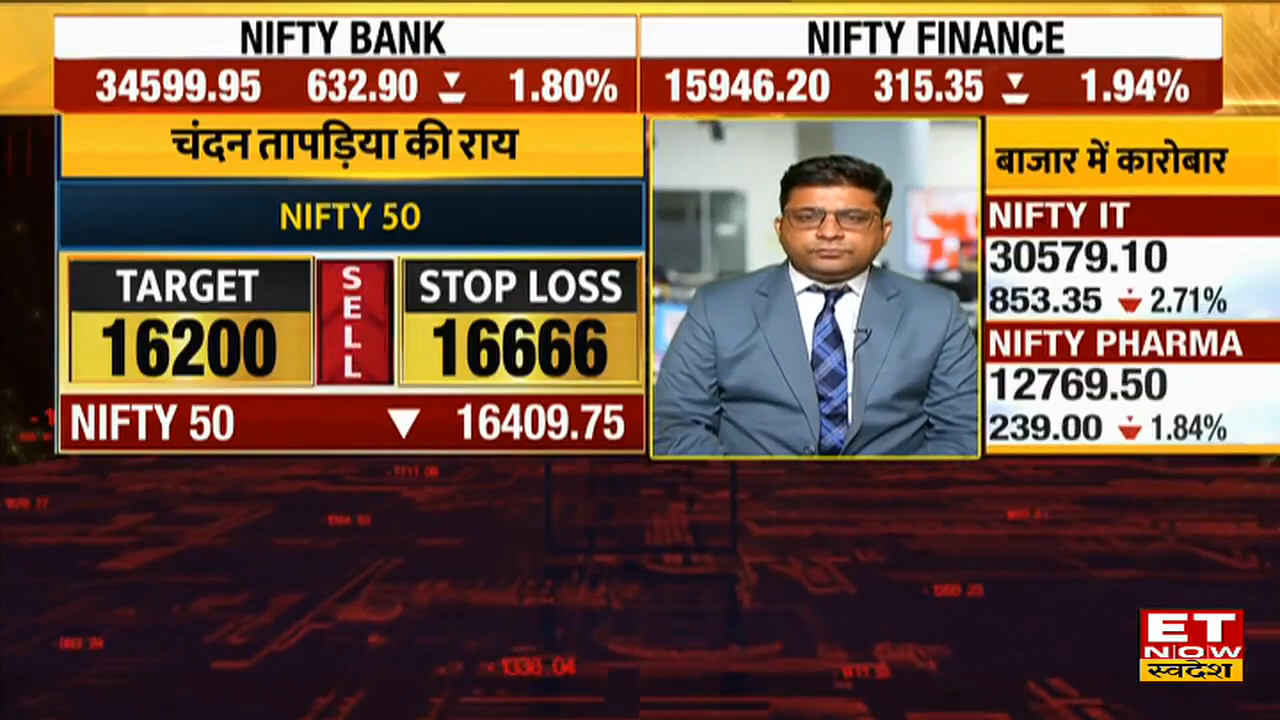 NIFTY BANK
34599.95 632.90 1.80%
NIFTY FINANCE
15946.20 315.35 1.94%
चंदन तापड़िया की राय
NIFTY 50
TARGET
16200
SELL
STOP LOSS
16666
NIFTY 50 16409.75
बाजार में कारोबार
NIFTY IT
30579.10
853.35 2.71%
NIFTY PHARMA
12769.50
239.00 1.84%
1338.04
ET
NOW
स्वदेश